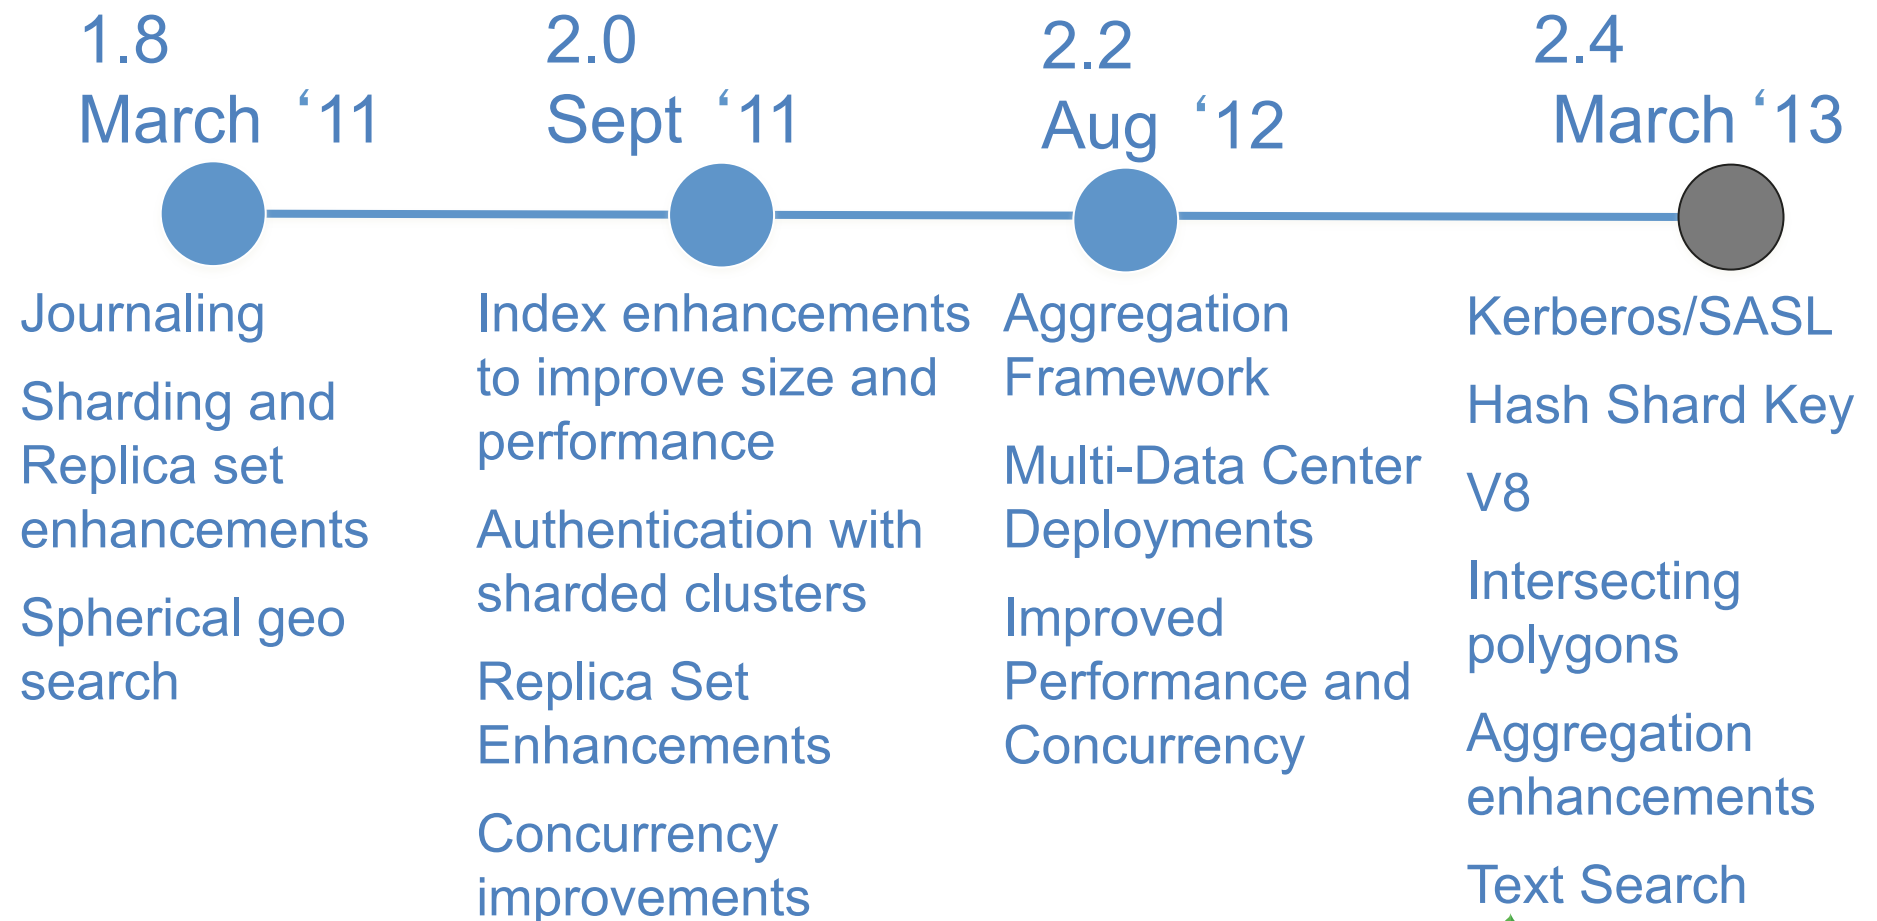 1.8
March ‘11
Journaling
Sharding and
Replica set
enhancements
Spherical geo
search
2.0
Sept ‘11
Index enhancements
to improve size and
performance
Authentication with
sharded clusters
Replica Set
Enhancements
Concurrency
improvements
2.2
Aug ‘12
Aggregation
Framework
Multi-Data Center
Deployments
Improved
Performance and
Concurrency
2.4
March ‘13
Kerberos/SASL
Hash Shard Key
V8
Intersecting
polygons
Aggregation
enhancements
Text Search